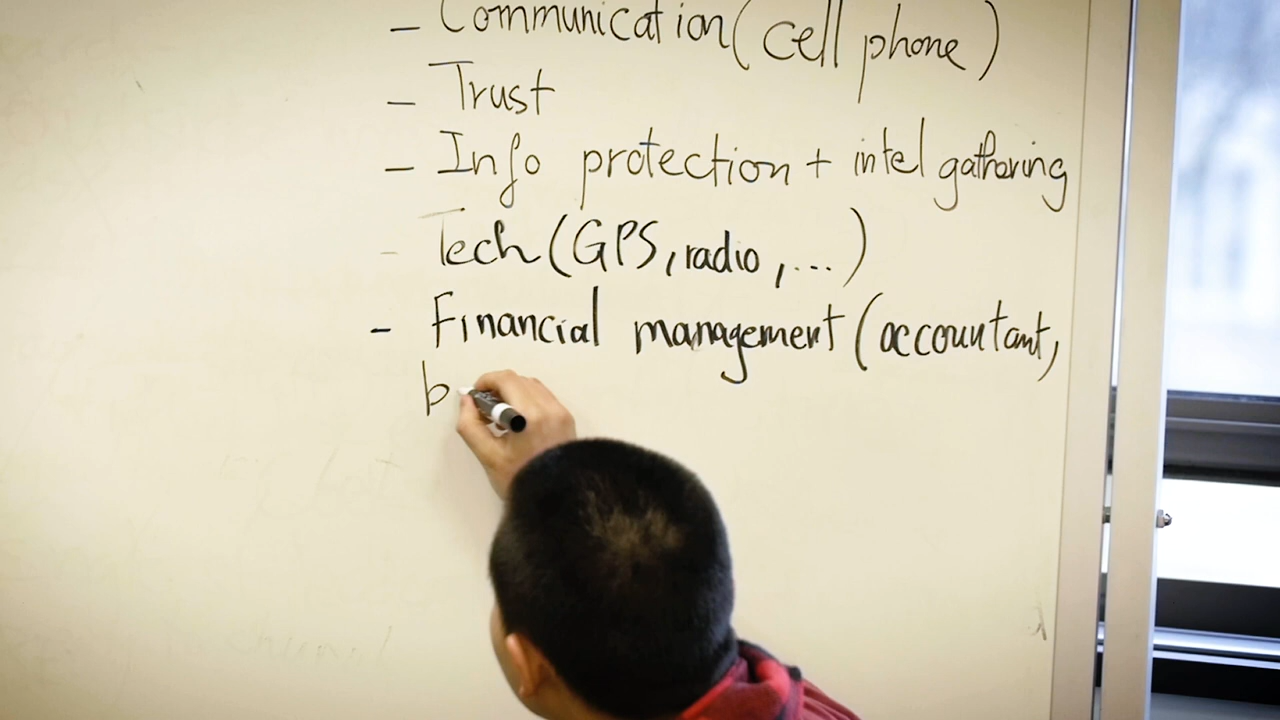 - Communication (cell phone)
- Trust
- Info protection + intel gathering
- Tech (GPS, radio, ...)
- Financial management (accountant,
b